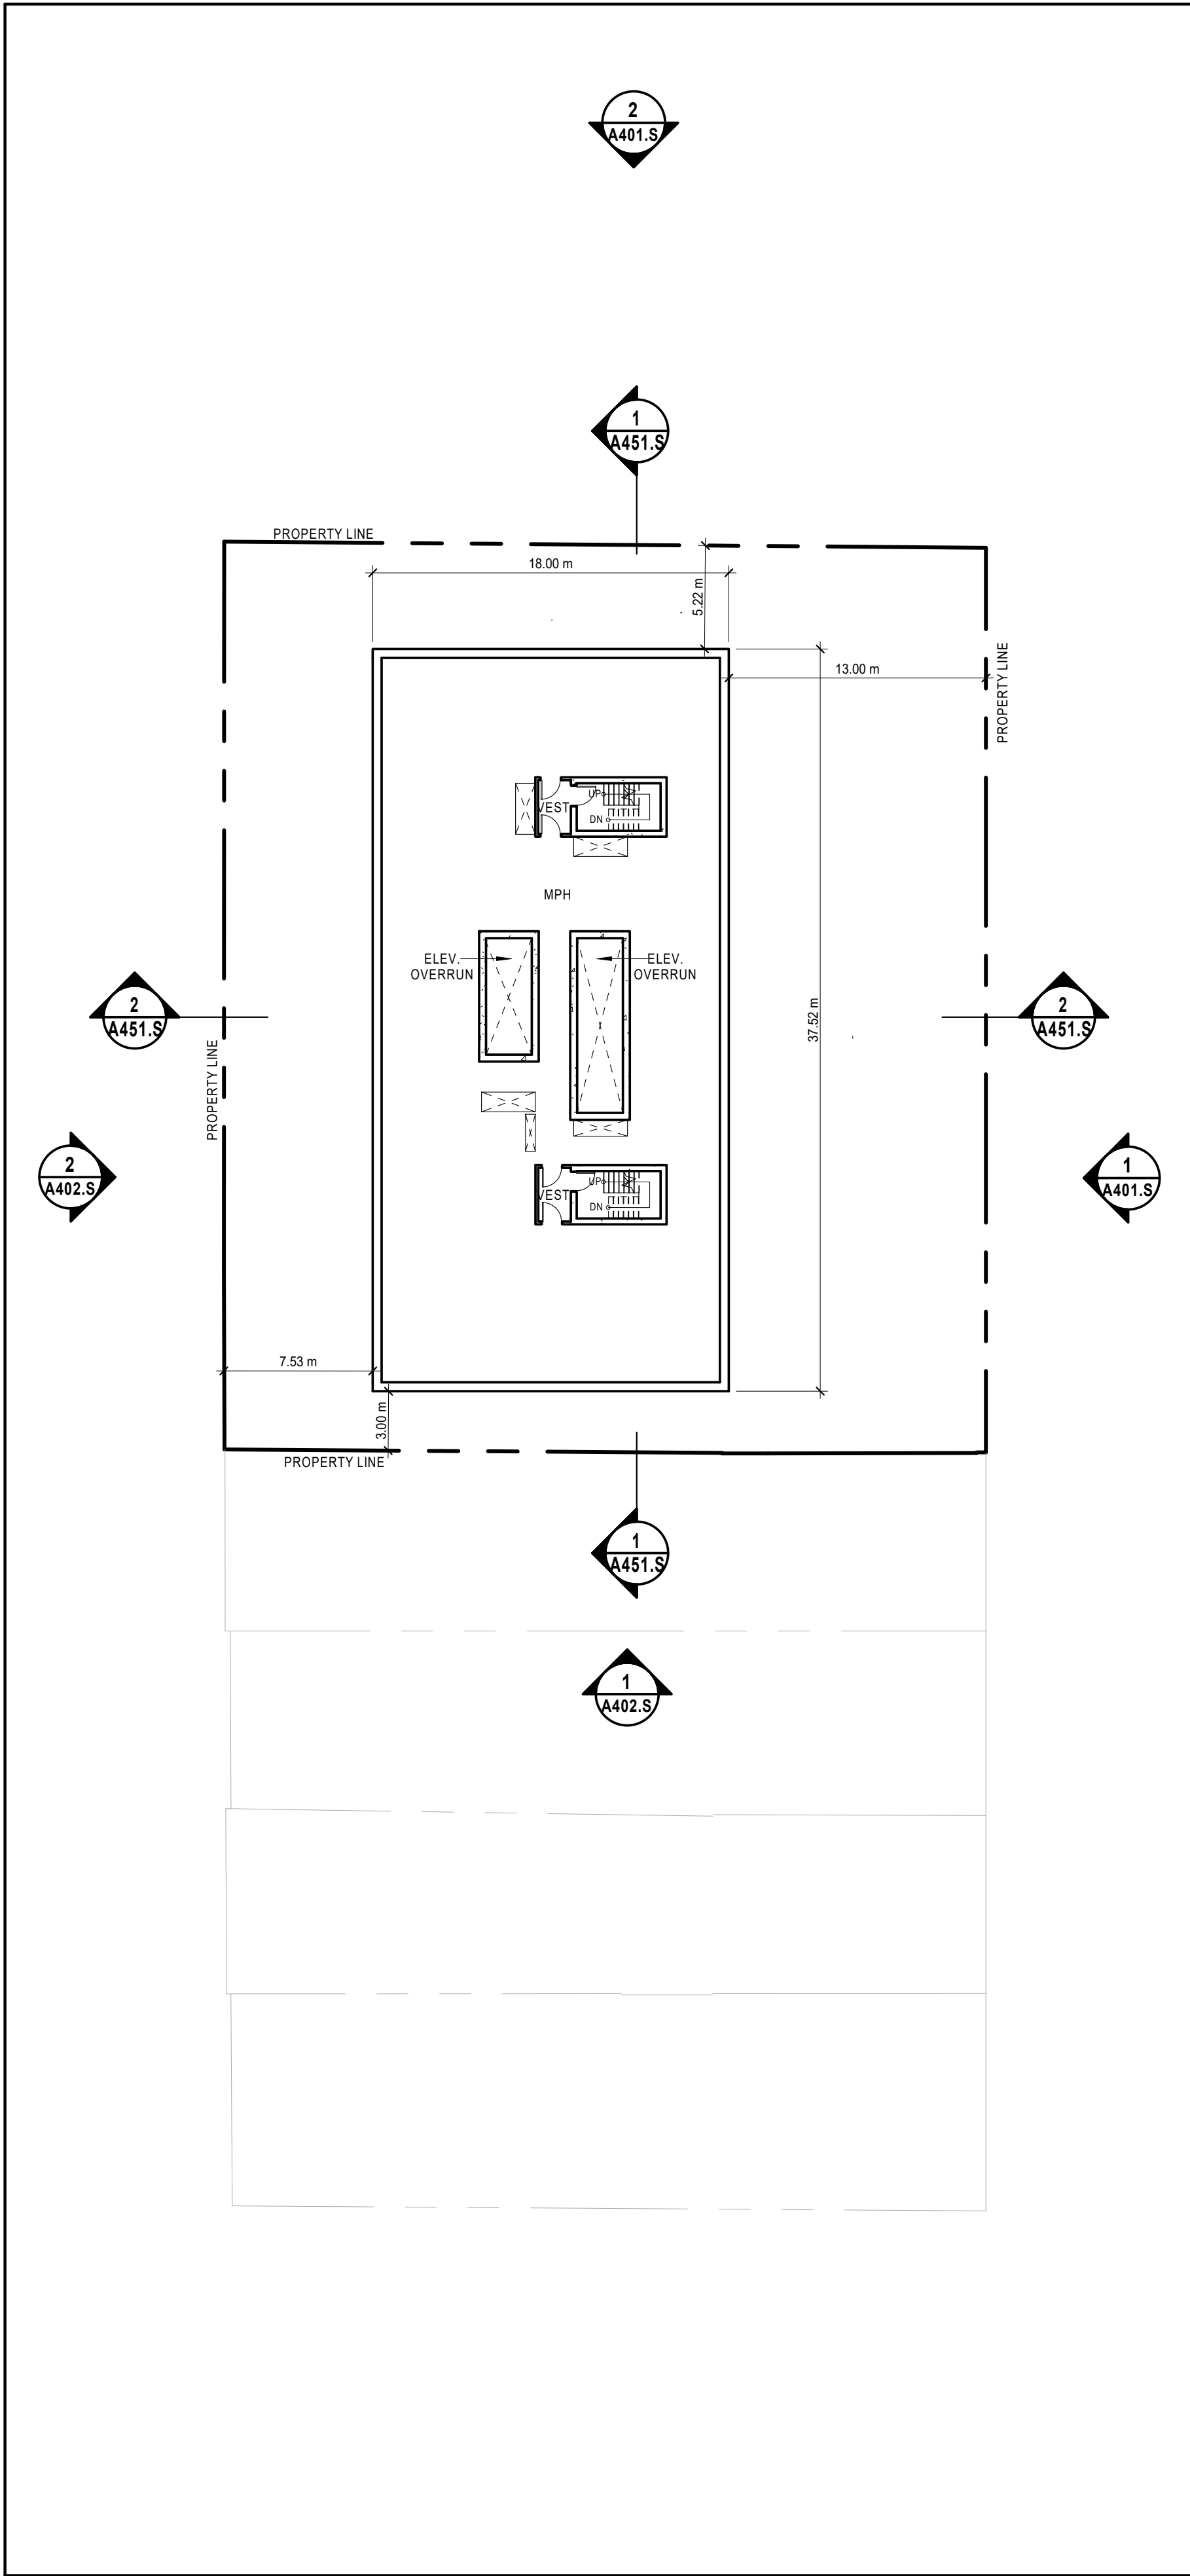 2
A401.S
1
A451.S
PROPERTY LINE
18.00 m
5.22 m
13.00 m
PROPERTY LINE
UP
VEST
DN
MPH
ELEV.
OVERRUN
ELEV.
OVERRUN
2
A451.S
2
A451.S
37.52 m
PROPERTY LINE
2
A402.S
1
A401.S
UP
VEST
DN
7.53 m
3.00 m
PROPERTY LINE
1
A451.S
1
A402.S